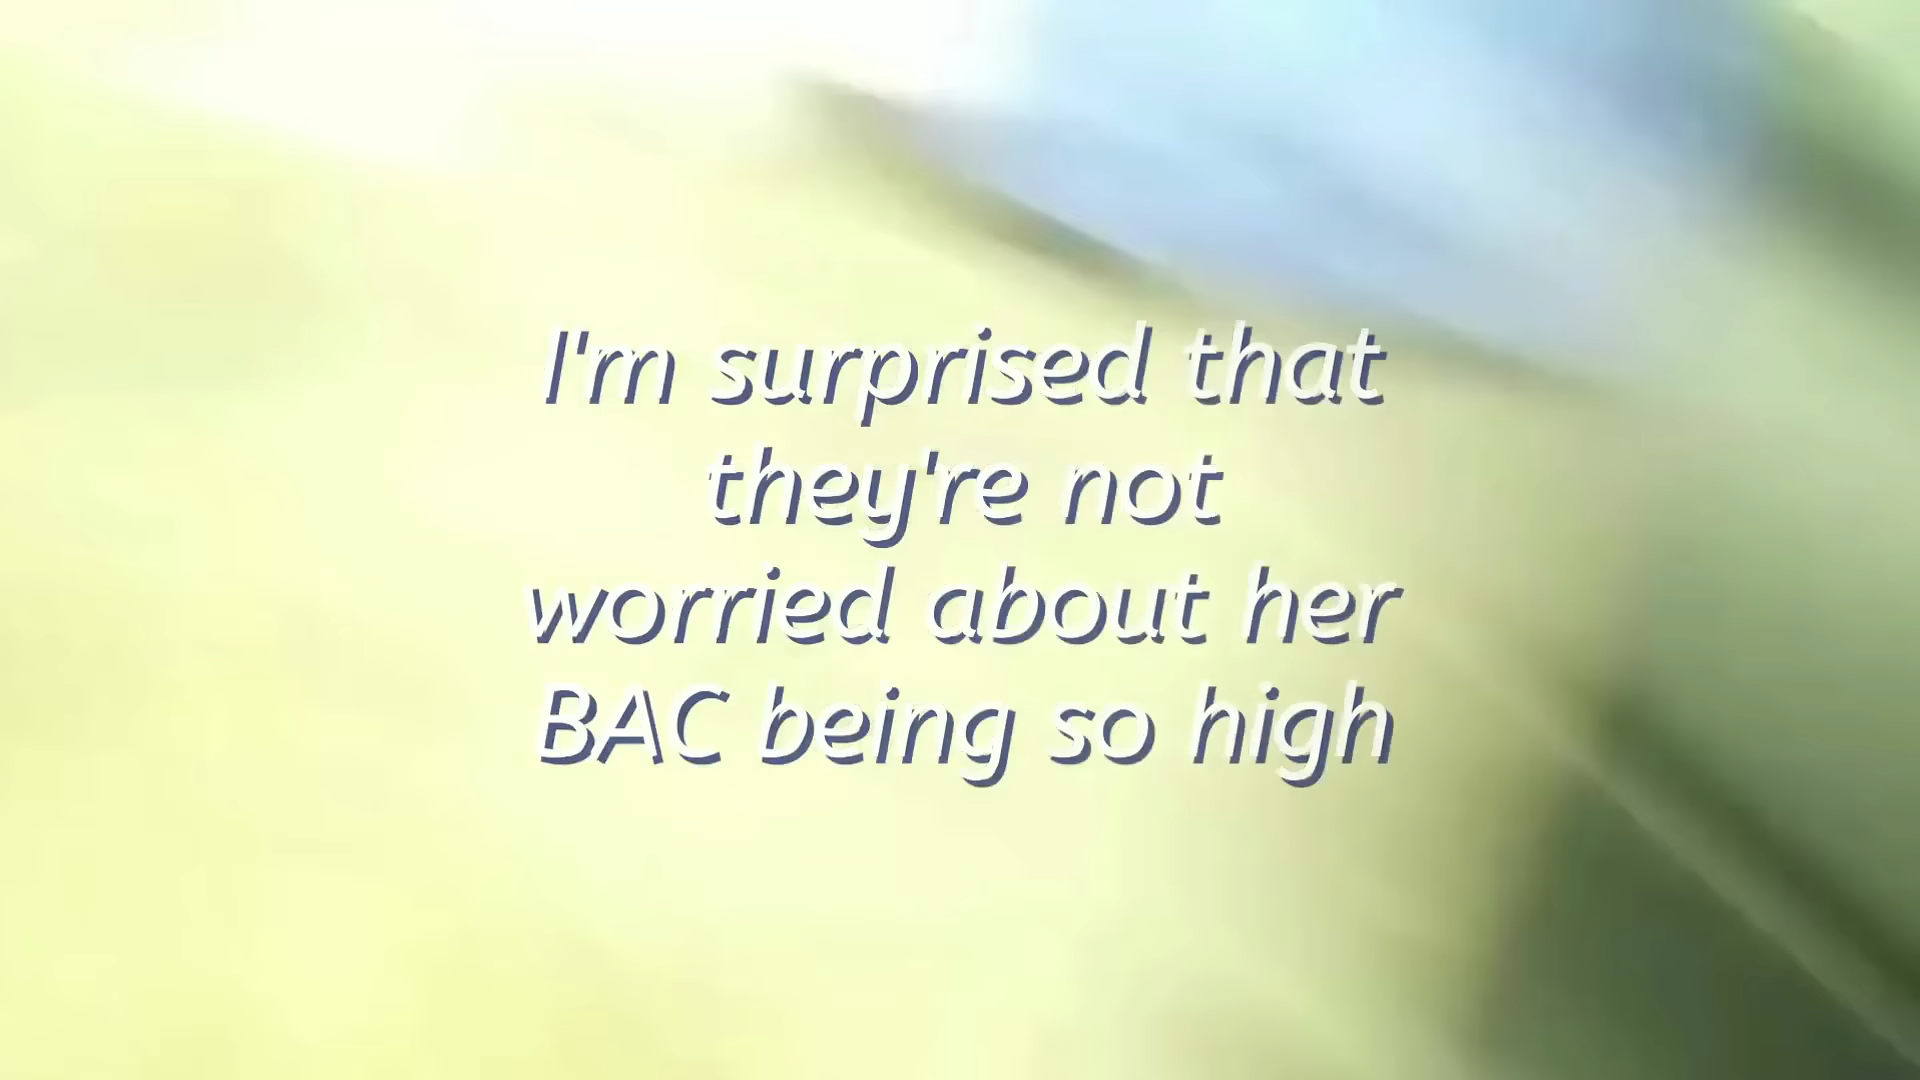 I'm surprised that
they're not
worried about her
BAC being so high